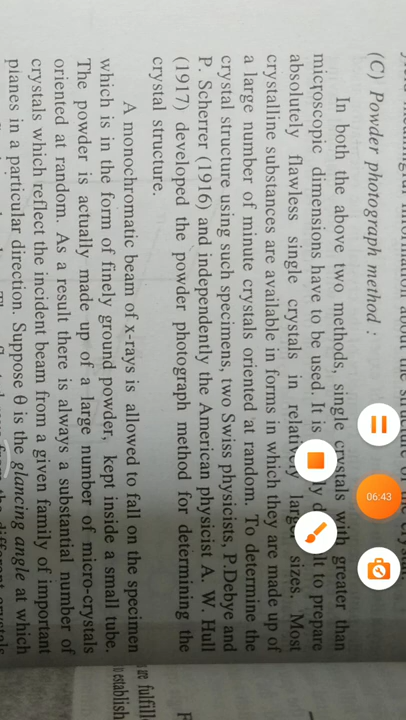 (C) Powder photograph method :
In both the above two methods, single crystals with greater than
microscopic dimensions have to be used. It is to prepare
absolutely flawless single crystals in relatively larger sizes. Most
crystalline substances are available in forms in which they are made up of
a large number of minute crystals oriented at random. To determine the
crystal structure using such specimens, two Swiss physicists, P.Debye and
P. Scherrer (1916) and independently the American physicist A. W. Hull
(1917) developed the powder photograph method for determining the
crystal structure.
A monochromatic beam of x-rays is allowed to fall on the specimen
which is in the form of finely ground powder, kept inside a small tube.
The powder is actually made up of a large number of micro-crystals
oriented at random. As a result there is always a substantial number of
crystals which reflect the incident beam from a given family of important
planes in a particular direction. Suppose θ is the glancing angle at which
fulfill
establish
06:43